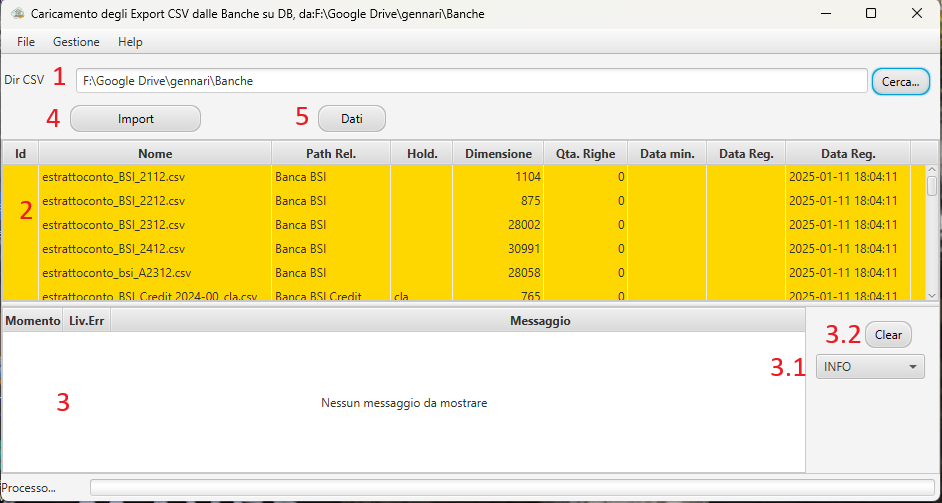 Caricamento degli Export CSV dalle Banche su DB, da:F:\Google Drive\gennari\Banche
File Gestione Help
Dir CSV 1 F:\Google Drive\gennari\Banche Cerca...
4 Import 5 Dati
Id Nome Path Rel. Hold. Dimensione Qta. Righe Data min. Data Reg. Data Reg.
estrattoconto_BSI_2112.csv Banca BSI 1104 0 2025-01-11 18:04:11
2 estrattoconto_BSI_2212.csv Banca BSI 875 0 2025-01-11 18:04:11
estrattoconto_BSI_2312.csv Banca BSI 28002 0 2025-01-11 18:04:11
estrattoconto_BSI_2412.csv Banca BSI 30991 0 2025-01-11 18:04:11
estrattoconto_bsi_A2312.csv Banca BSI 28058 0 2025-01-11 18:04:11
estrattoconto_BSI_Credit 2024-00_cla.csv Banca BSI Credit cla 765 0 2025-01-11 18:04:11
Momento Liv.Err Messaggio
3.2 Clear
3.1 INFO
3 Nessun messaggio da mostrare
Processo...